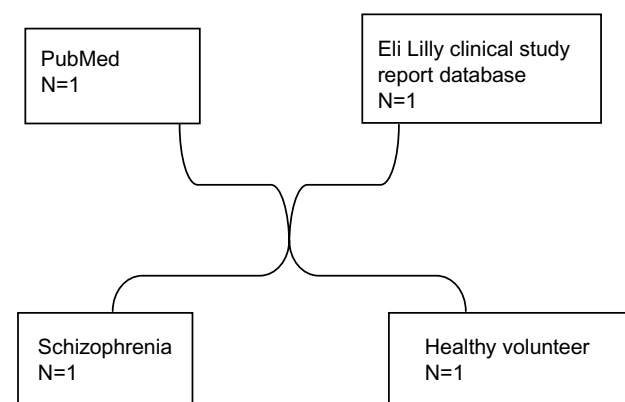 PubMed
N=1
Eli Lilly clinical study
report database
N=1
Schizophrenia
N=1
Healthy volunteer
N=1